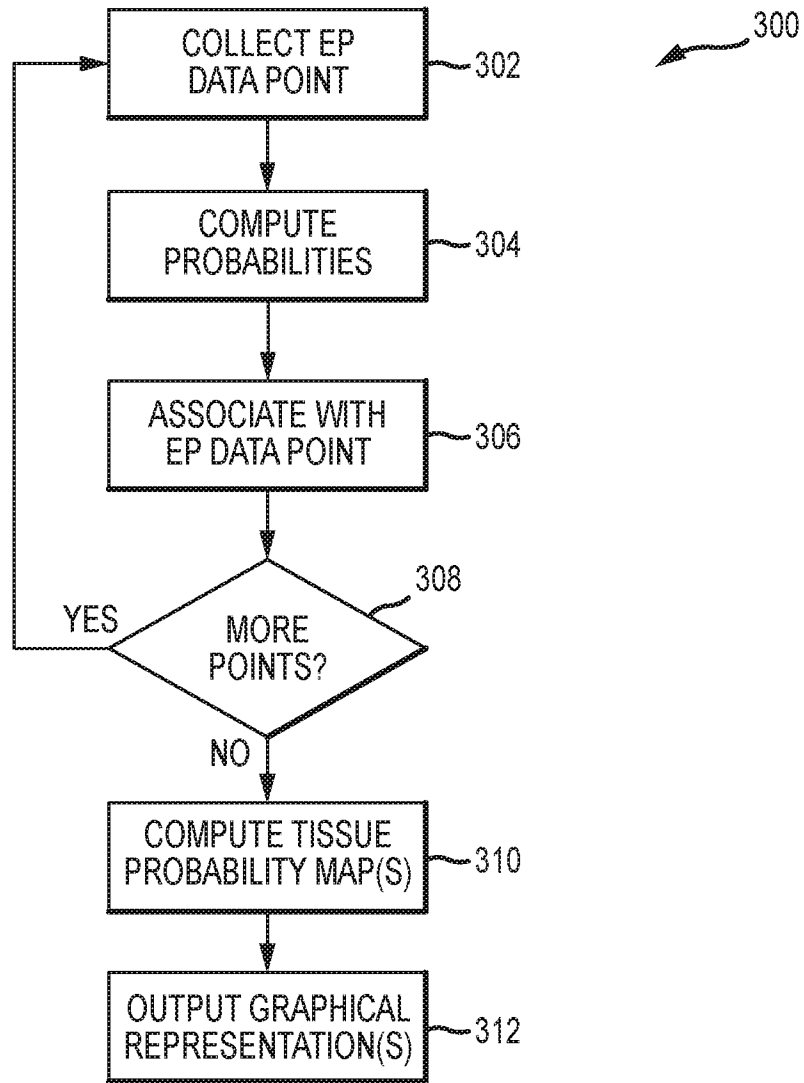 300
COLLECT EP
DATA POINT
302
COMPUTE
PROBABILITIES
304
ASSOCIATE WITH
EP DATA POINT
306
308
YES
MORE
POINTS?
NO
COMPUTE TISSUE
PROBABILITY MAP(S)
310
OUTPUT GRAPHICAL
REPRESENTATION(S)
312